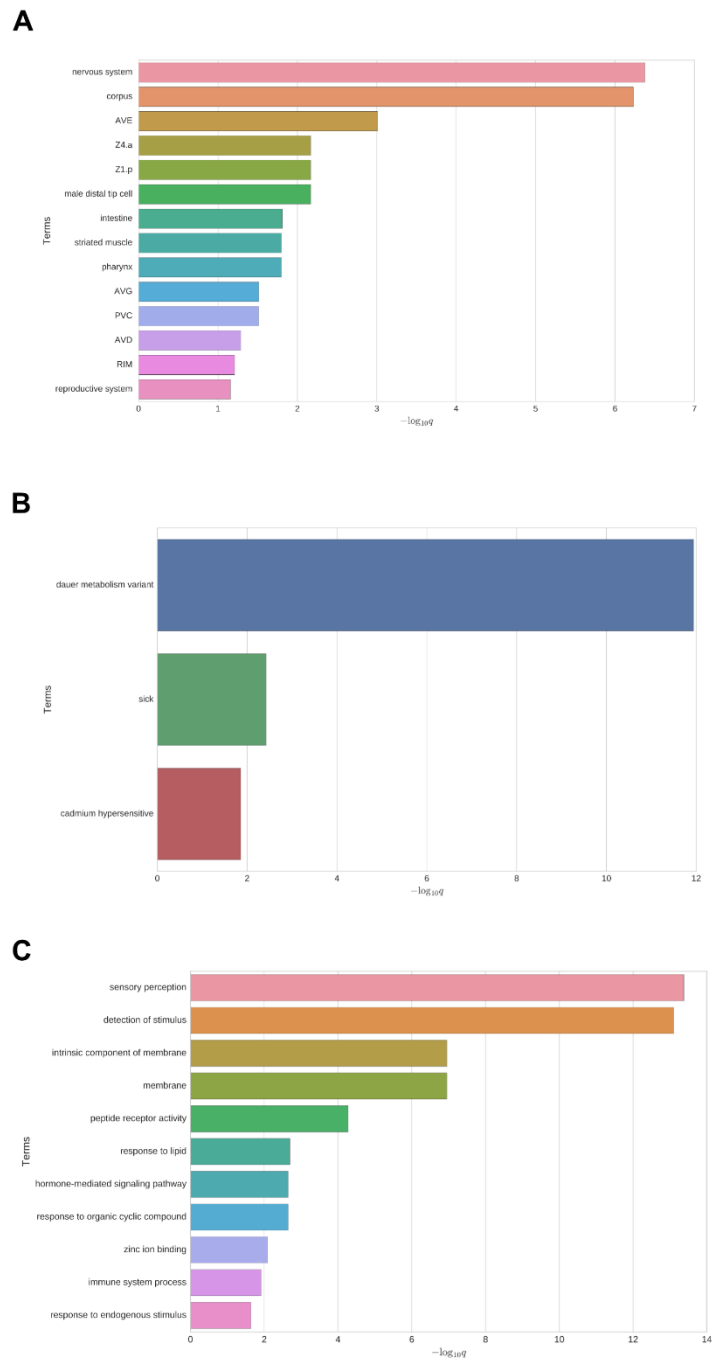 A
nervous system
corpus
AVE
Z4.a
Z1.p
male distal tip cell
intestine
striated muscle
pharynx
AVG
PVC
AVD
RIM
reproductive system
Terms
0 1 2 3 4 5 6 7
−log₁₀q
B
dauer metabolism variant
sick
cadmium hypersensitive
Terms
0 2 4 6 8 10 12
−log₁₀q
C
sensory perception
detection of stimulus
intrinsic component of membrane
membrane
peptide receptor activity
response to lipid
hormone-mediated signaling pathway
response to organic cyclic compound
zinc ion binding
immune system process
response to endogenous stimulus
Terms
0 2 4 6 8 10 12 14
−log₁₀q